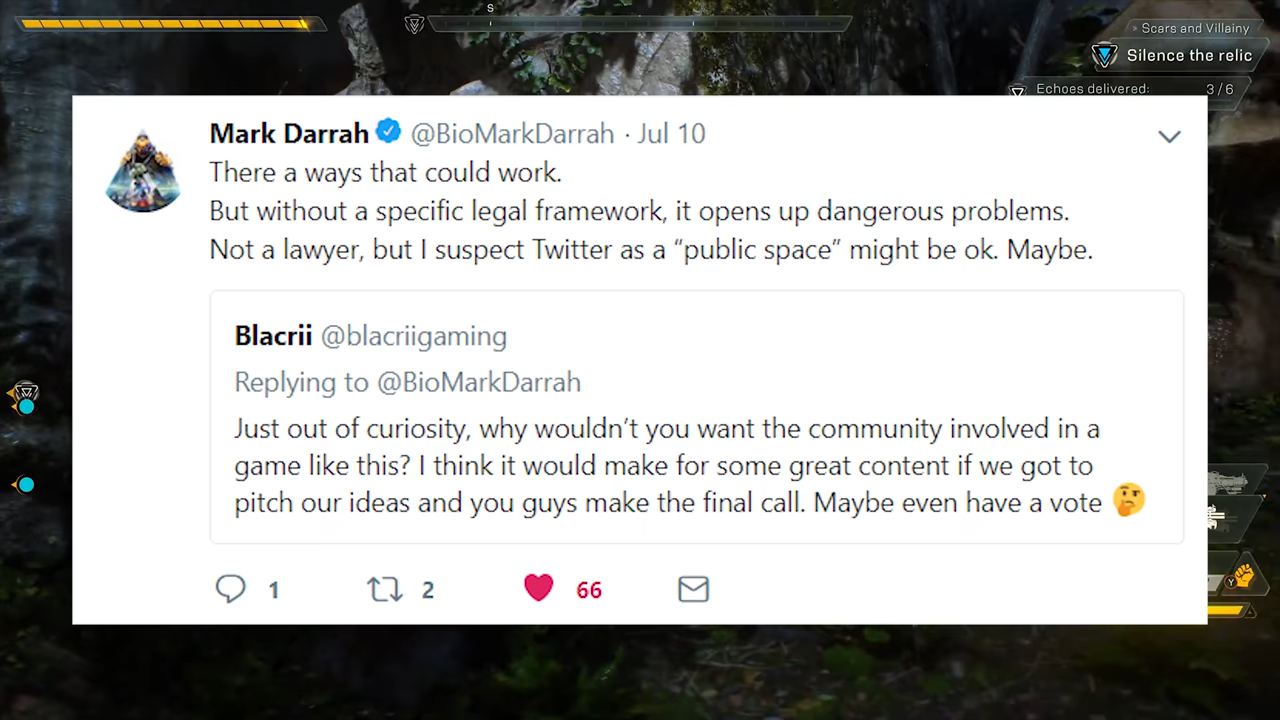 S
Scars and Villainy
Silence the relic
Echoes delivered: 3 / 6
Mark Darrah @BioMarkDarrah · Jul 10
There a ways that could work.
But without a specific legal framework, it opens up dangerous problems.
Not a lawyer, but I suspect Twitter as a “public space” might be ok. Maybe.
Blacrii @blacriigaming
Replying to @BioMarkDarrah
Just out of curiosity, why wouldn’t you want the community involved in a
game like this? I think it would make for some great content if we got to
pitch our ideas and you guys make the final call. Maybe even have a vote 🤔
1 2 66
Y